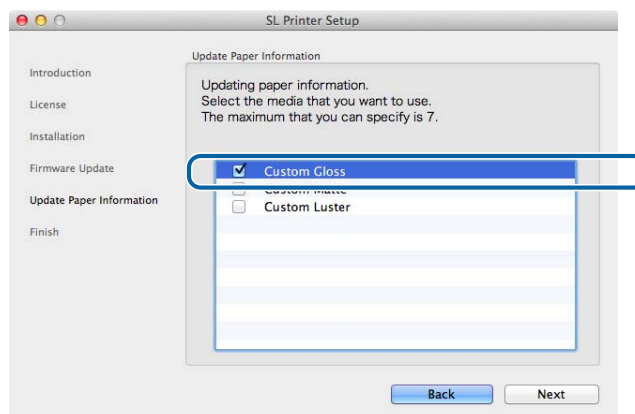 SL Printer Setup
Update Paper Information
Introduction
License
Installation
Firmware Update
Update Paper Information
Finish
Updating paper information.
Select the media that you want to use.
The maximum that you can specify is 7.
Custom Gloss
Custom Matte
Custom Luster
Back
Next